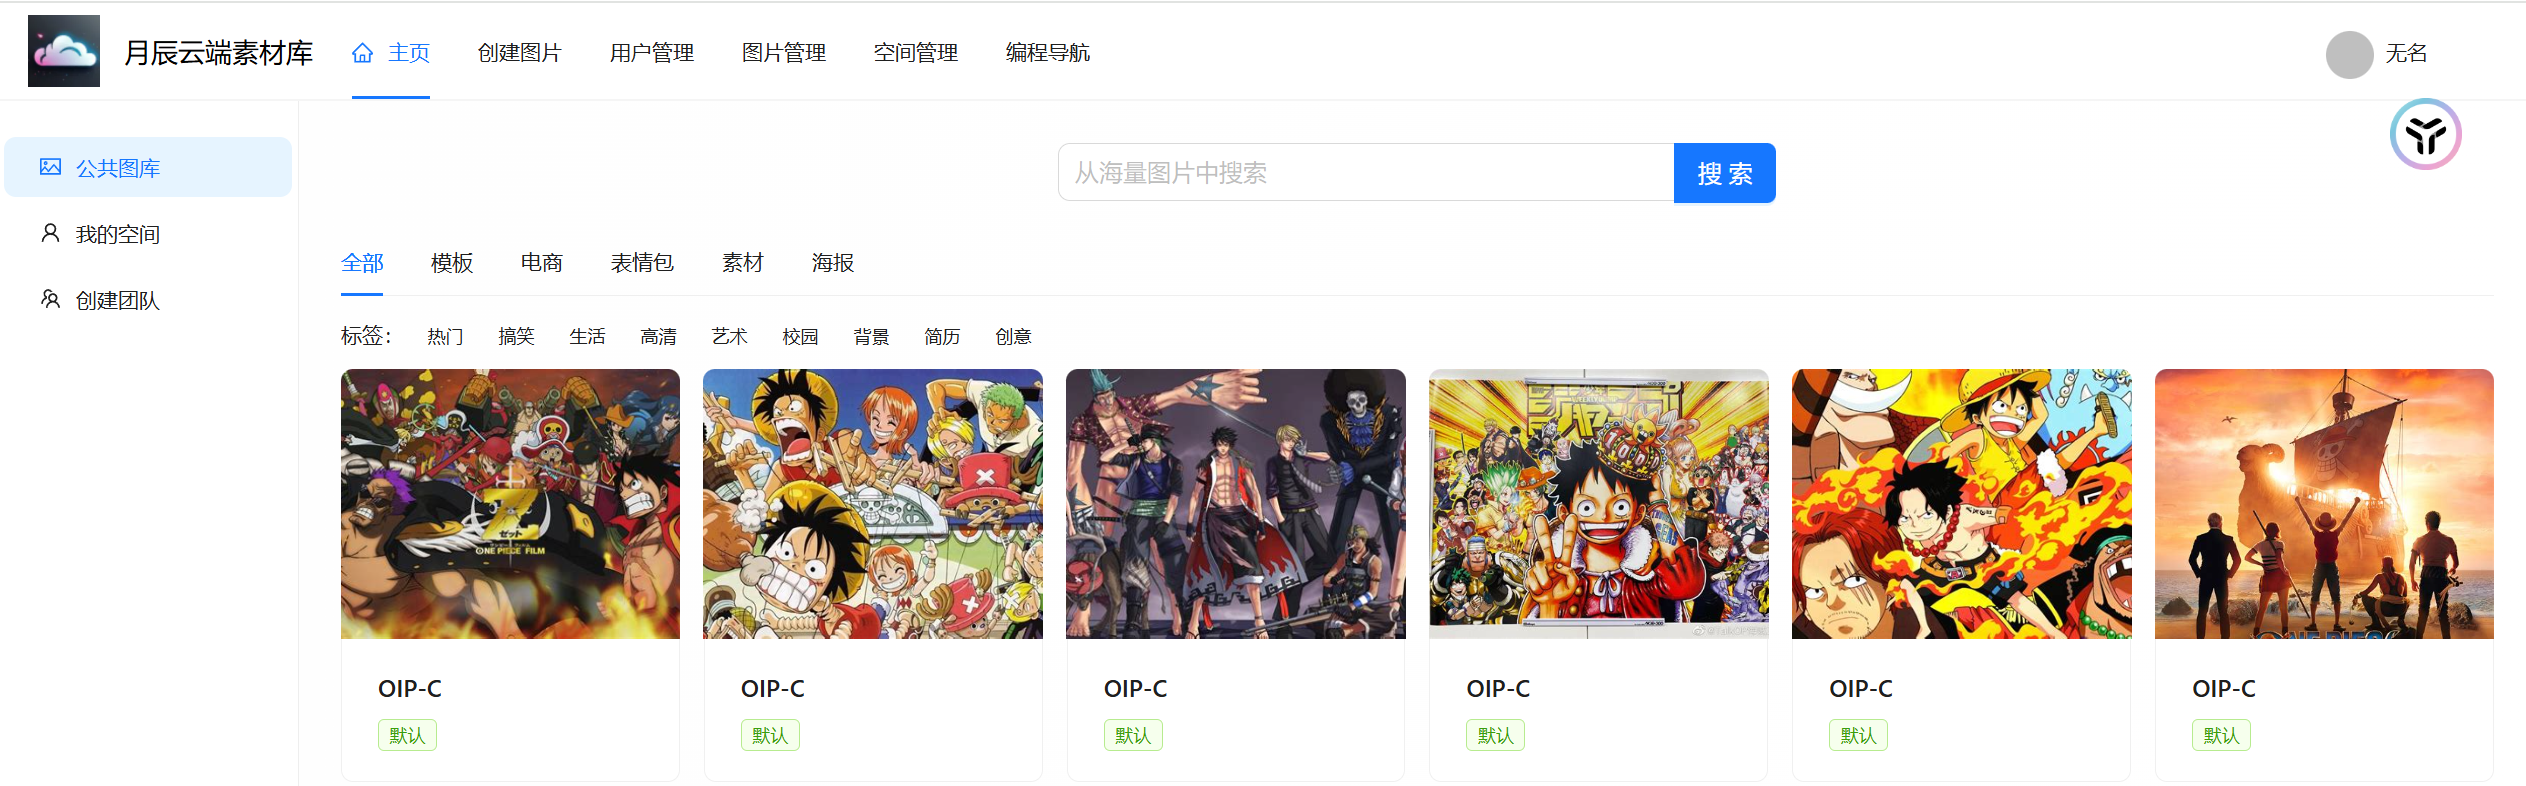 月辰云端素材库 主页 创建图片 用户管理 图片管理 空间管理 编程导航 无名
公共图库
我的空间
创建团队
从海量图片中搜索 搜 索
全部 模板 电商 表情包 素材 海报
标签： 热门 搞笑 生活 高清 艺术 校园 背景 简历 创意
Z
ゼット
ONE PIECE FILM
OIP-C OIP-C OIP-C OIP-C OIP-C OIP-C
默认 默认 默认 默认 默认 默认